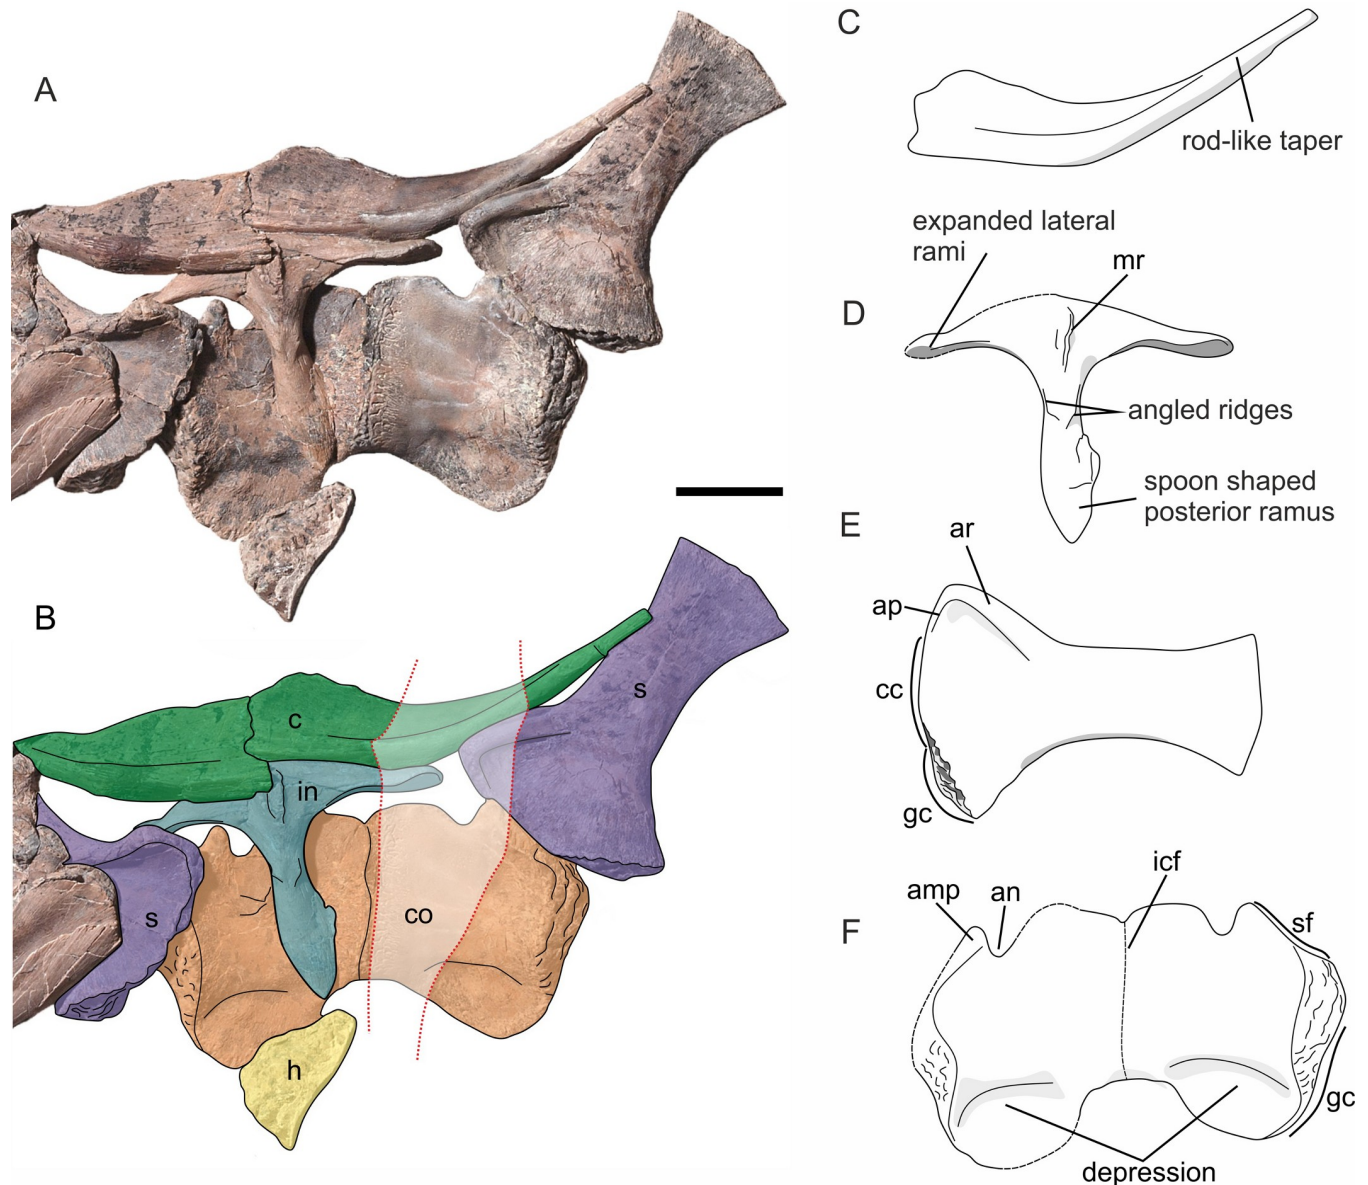 A
B
c
s
in
co
s
h
C
rod-like taper
expanded lateral
rami
mr
D
angled ridges
spoon shaped
posterior ramus
E
ar
ap
cc
gc
F
amp
an
icf
sf
gc
depression